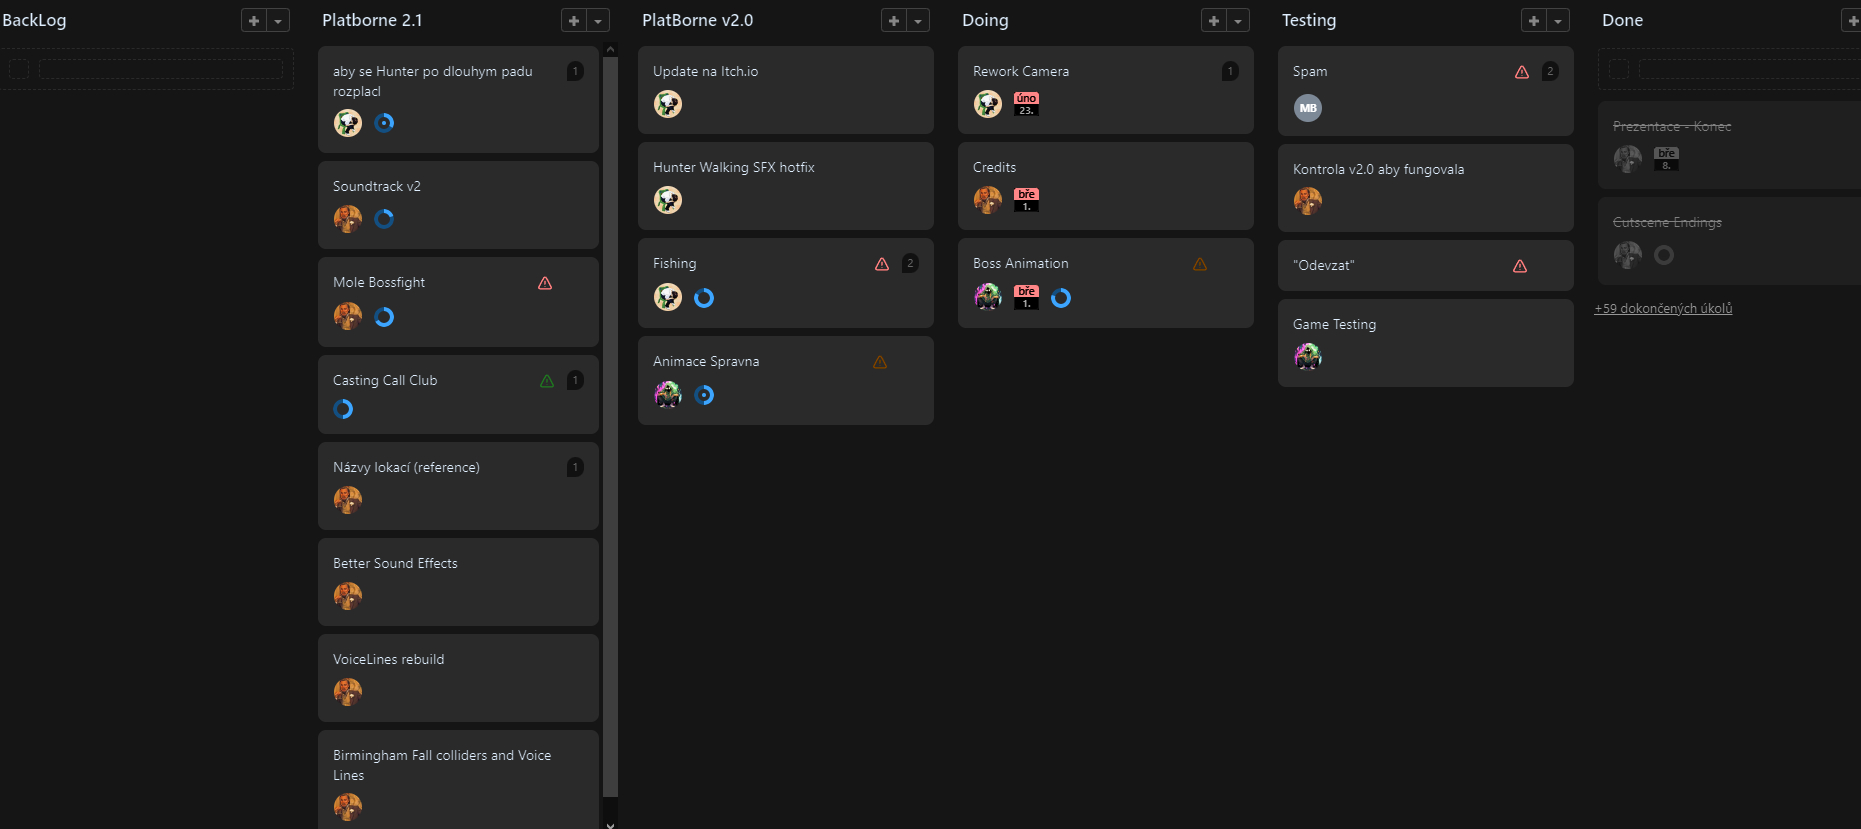 BackLog
Platborne 2.1
aby se Hunter po dlouhym padu
rozplacl
1
Soundtrack v2
Mole Bossfight
Casting Call Club
1
Názvy lokací (reference)
1
Better Sound Effects
VoiceLines rebuild
Birmingham Fall colliders and Voice
Lines
PlatBorne v2.0
Update na Itch.io
Hunter Walking SFX hotfix
Fishing
2
Animace Spravna
Doing
Rework Camera
1
úno
23.
Credits
bře
1.
Boss Animation
bře
1.
Testing
Spam
2
MB
Kontrola v2.0 aby fungovala
"Odevzat"
Game Testing
Done
Prezentace - Konec
bře
8.
Cutscene Endings
+59 dokončených úkolů